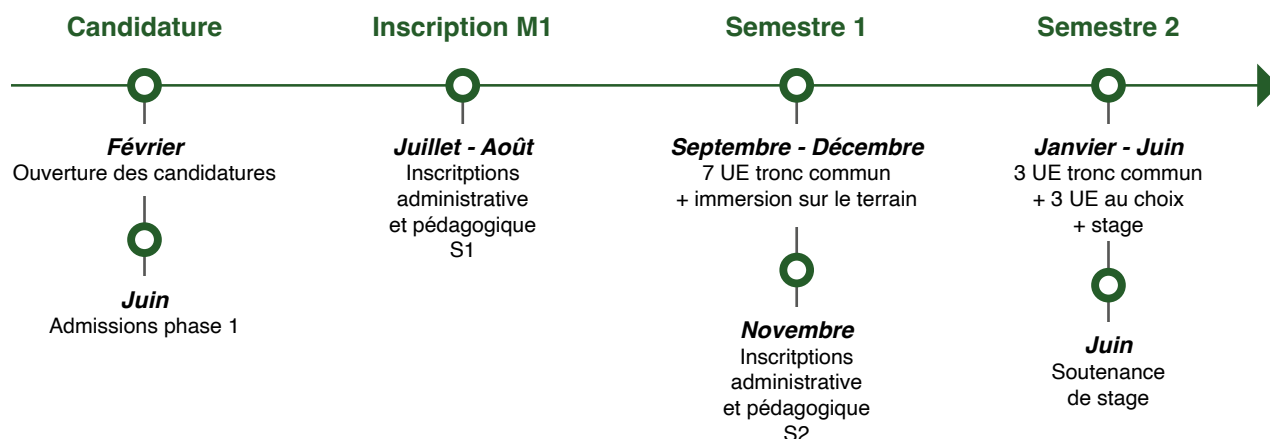 Candidature
Février
Ouverture des candidatures
Juin
Admissions phase 1
Inscription M1
Juillet - Août
Inscritptions
administrative
et pédagogique
S1
Semestre 1
Septembre - Décembre
7 UE tronc commun
+ immersion sur le terrain
Novembre
Inscritptions
administrative
et pédagogique
S2
Semestre 2
Janvier - Juin
3 UE tronc commun
+ 3 UE au choix
+ stage
Juin
Soutenance
de stage